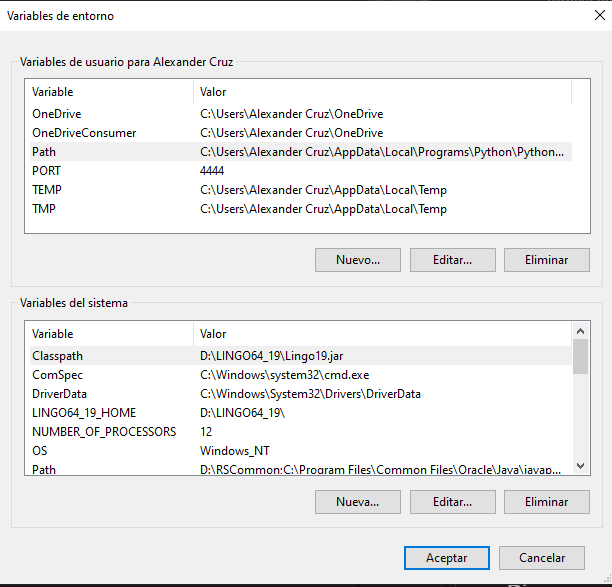 Variables de entorno
Variables de usuario para Alexander Cruz
Variable Valor
OneDrive C:\Users\Alexander Cruz\OneDrive
OneDriveConsumer C:\Users\Alexander Cruz\OneDrive
Path C:\Users\Alexander Cruz\AppData\Local\Programs\Python\Python...
PORT 4444
TEMP C:\Users\Alexander Cruz\AppData\Local\Temp
TMP C:\Users\Alexander Cruz\AppData\Local\Temp
Nuevo... Editar... Eliminar
Variables del sistema
Variable Valor
Classpath D:\LINGO64_19\Lingo19.jar
ComSpec C:\Windows\system32\cmd.exe
DriverData C:\Windows\System32\Drivers\DriverData
LINGO64_19_HOME D:\LINGO64_19\
NUMBER_OF_PROCESSORS 12
OS Windows_NT
Path D:\RSCommon;C:\Program Files\Common Files\Oracle\Java\javap...
Nueva... Editar... Eliminar
Aceptar Cancelar